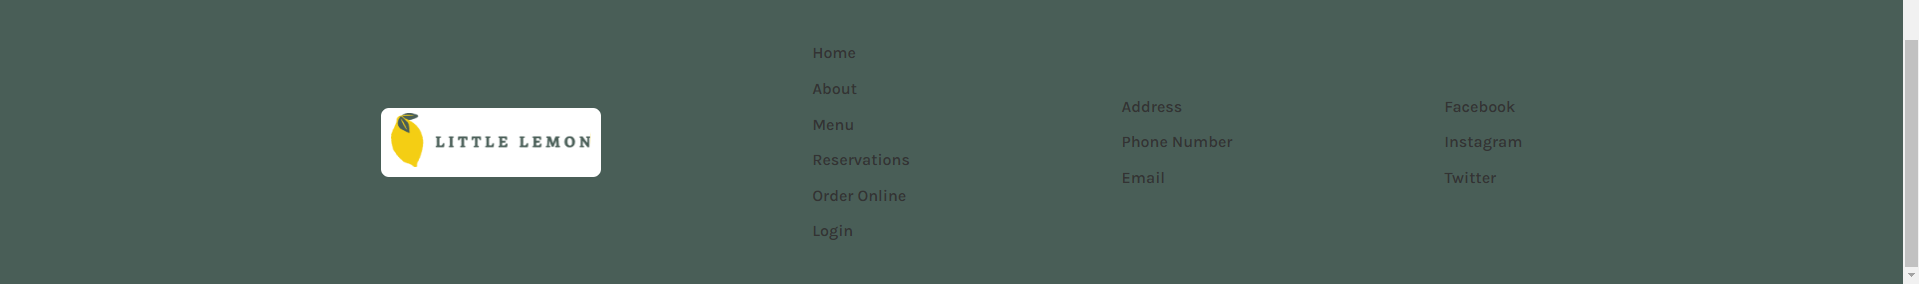 LITTLE LEMON
Home
About
Menu
Reservations
Order Online
Login
Address
Phone Number
Email
Facebook
Instagram
Twitter